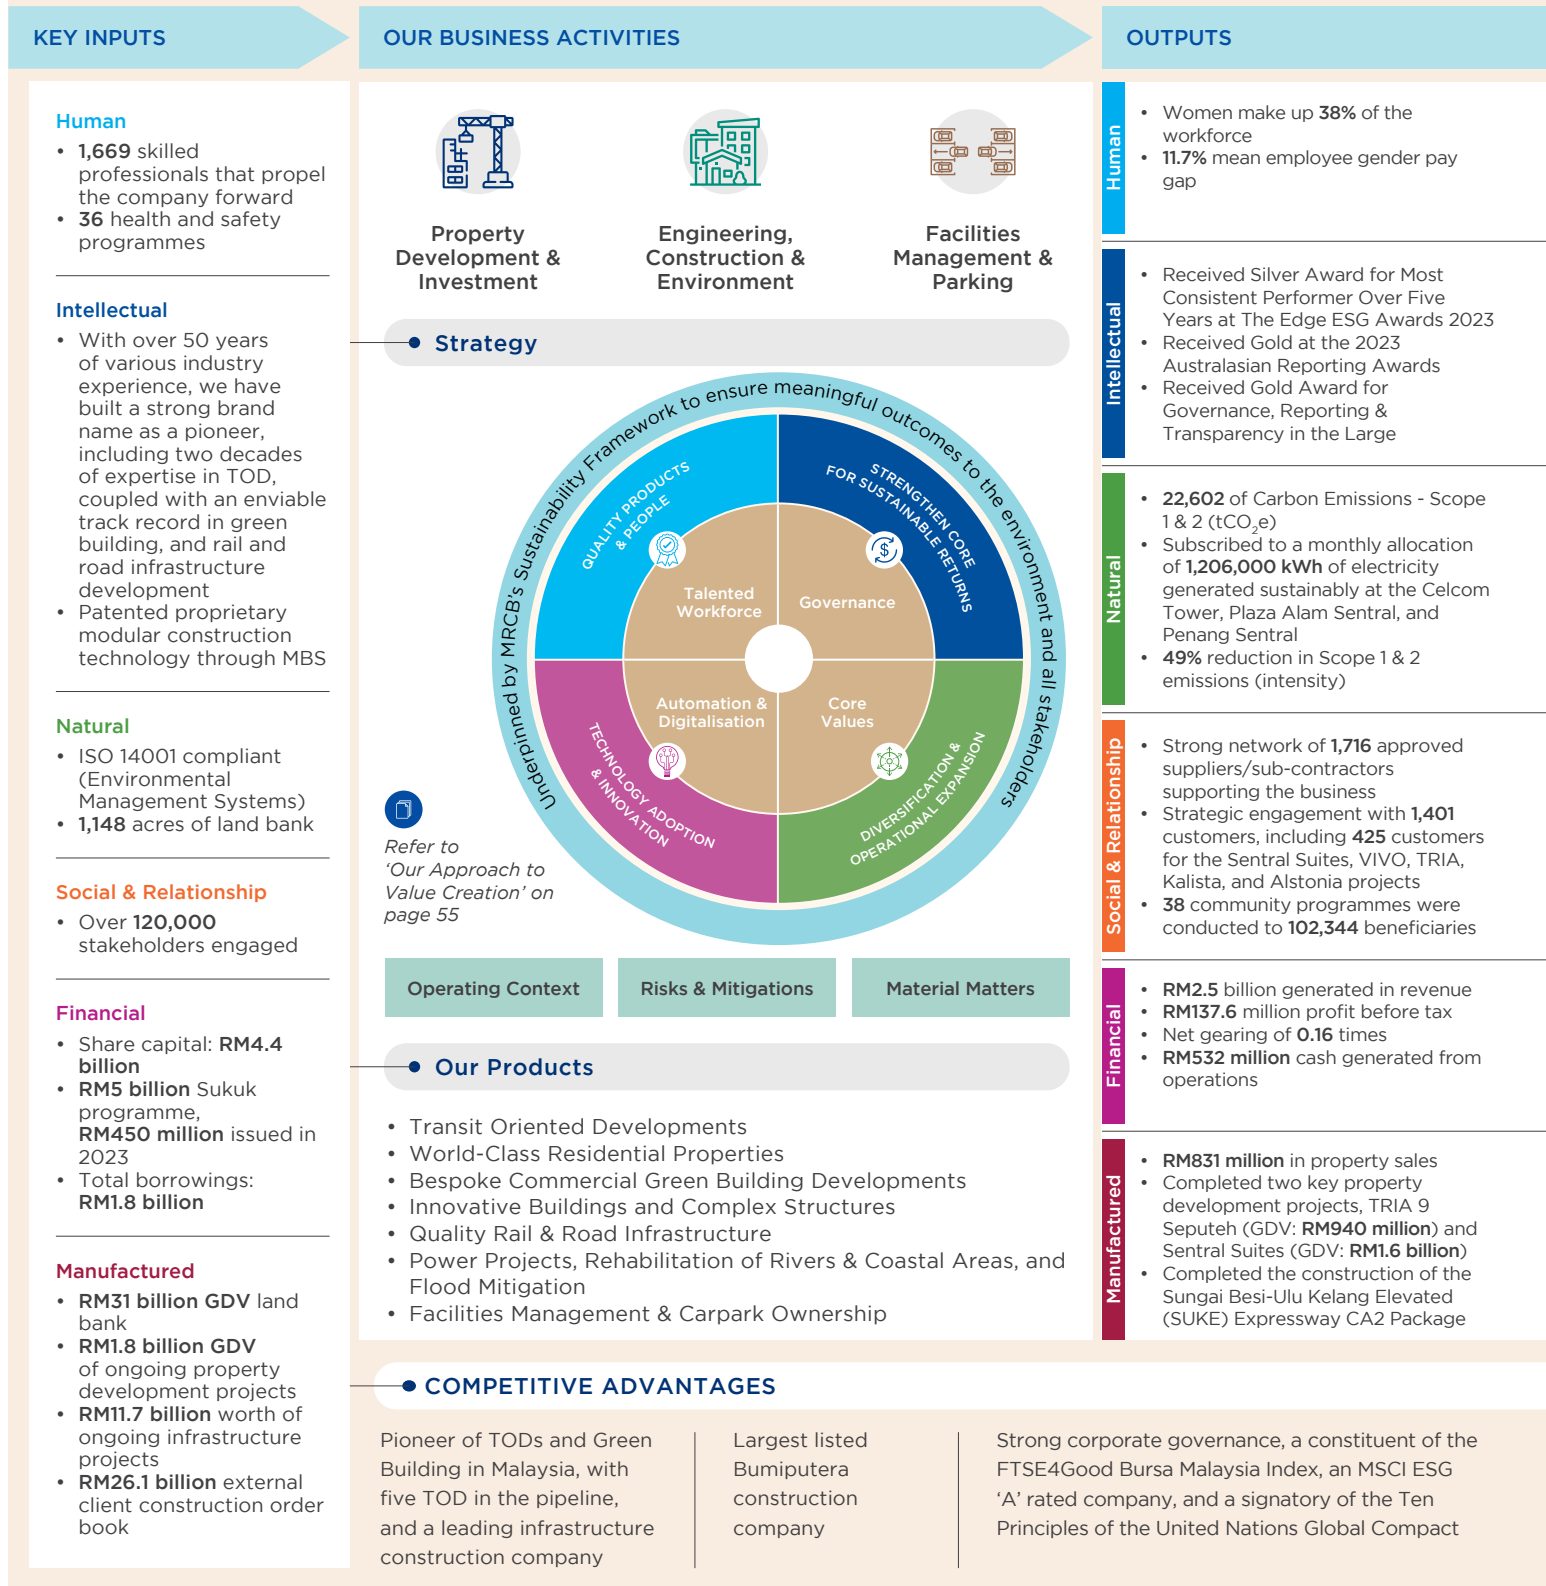 KEY INPUTS
Human
• 1,669 skilled
professionals that propel
the company forward
• 36 health and safety
programmes
Intellectual
• With over 50 years
of various industry
experience, we have
built a strong brand
name as a pioneer,
including two decades
of expertise in TOD,
coupled with an enviable
track record in green
building, and rail and
road infrastructure
development
• Patented proprietary
modular construction
technology through MBS
Natural
• ISO 14001 compliant
(Environmental
Management Systems)
• 1,148 acres of land bank
Social & Relationship
• Over 120,000
stakeholders engaged
Financial
• Share capital: RM4.4
billion
• RM5 billion Sukuk
programme,
RM450 million issued in
2023
• Total borrowings:
RM1.8 billion
Manufactured
• RM31 billion GDV land
bank
• RM1.8 billion GDV
of ongoing property
development projects
• RM11.7 billion worth of
ongoing infrastructure
projects
• RM26.1 billion external
client construction order
book
OUR BUSINESS ACTIVITIES
Property
Development &
Investment
Engineering,
Construction &
Environment
Facilities
Management &
Parking
Strategy
Underpinned by MRCB's Sustainability Framework to ensure meaningful outcomes to the environment and all stakeholders
QUALITY PRODUCTS
& PEOPLE
STRENGTHEN CORE
FOR SUSTAINABLE RETURNS
$
Talented
Workforce
Governance
Automation &
Digitalisation
Core
Values
TECHNOLOGY ADOPTION
& INNOVATION
DIVERSIFICATION &
OPERATIONAL EXPANSION
Refer to
‘Our Approach to
Value Creation’ on
page 55
Operating Context
Risks & Mitigations
Material Matters
Our Products
• Transit Oriented Developments
• World-Class Residential Properties
• Bespoke Commercial Green Building Developments
• Innovative Buildings and Complex Structures
• Quality Rail & Road Infrastructure
• Power Projects, Rehabilitation of Rivers & Coastal Areas, and
Flood Mitigation
• Facilities Management & Carpark Ownership
OUTPUTS
Human
• Women make up 38% of the
workforce
• 11.7% mean employee gender pay
gap
Intellectual
• Received Silver Award for Most
Consistent Performer Over Five
Years at The Edge ESG Awards 2023
• Received Gold at the 2023
Australasian Reporting Awards
• Received Gold Award for
Governance, Reporting &
Transparency in the Large
Natural
• 22,602 of Carbon Emissions - Scope
1 & 2 (tCO₂e)
• Subscribed to a monthly allocation
of 1,206,000 kWh of electricity
generated sustainably at the Celcom
Tower, Plaza Alam Sentral, and
Penang Sentral
• 49% reduction in Scope 1 & 2
emissions (intensity)
Social & Relationship
• Strong network of 1,716 approved
suppliers/sub-contractors
supporting the business
• Strategic engagement with 1,401
customers, including 425 customers
for the Sentral Suites, VIVO, TRIA,
Kalista, and Alstonia projects
• 38 community programmes were
conducted to 102,344 beneficiaries
Financial
• RM2.5 billion generated in revenue
• RM137.6 million profit before tax
• Net gearing of 0.16 times
• RM532 million cash generated from
operations
Manufactured
• RM831 million in property sales
• Completed two key property
development projects, TRIA 9
Seputeh (GDV: RM940 million) and
Sentral Suites (GDV: RM1.6 billion)
• Completed the construction of the
Sungai Besi-Ulu Kelang Elevated
(SUKE) Expressway CA2 Package
COMPETITIVE ADVANTAGES
Pioneer of TODs and Green
Building in Malaysia, with
five TOD in the pipeline,
and a leading infrastructure
construction company
Largest listed
Bumiputera
construction
company
Strong corporate governance, a constituent of the
FTSE4Good Bursa Malaysia Index, an MSCI ESG
‘A’ rated company, and a signatory of the Ten
Principles of the United Nations Global Compact